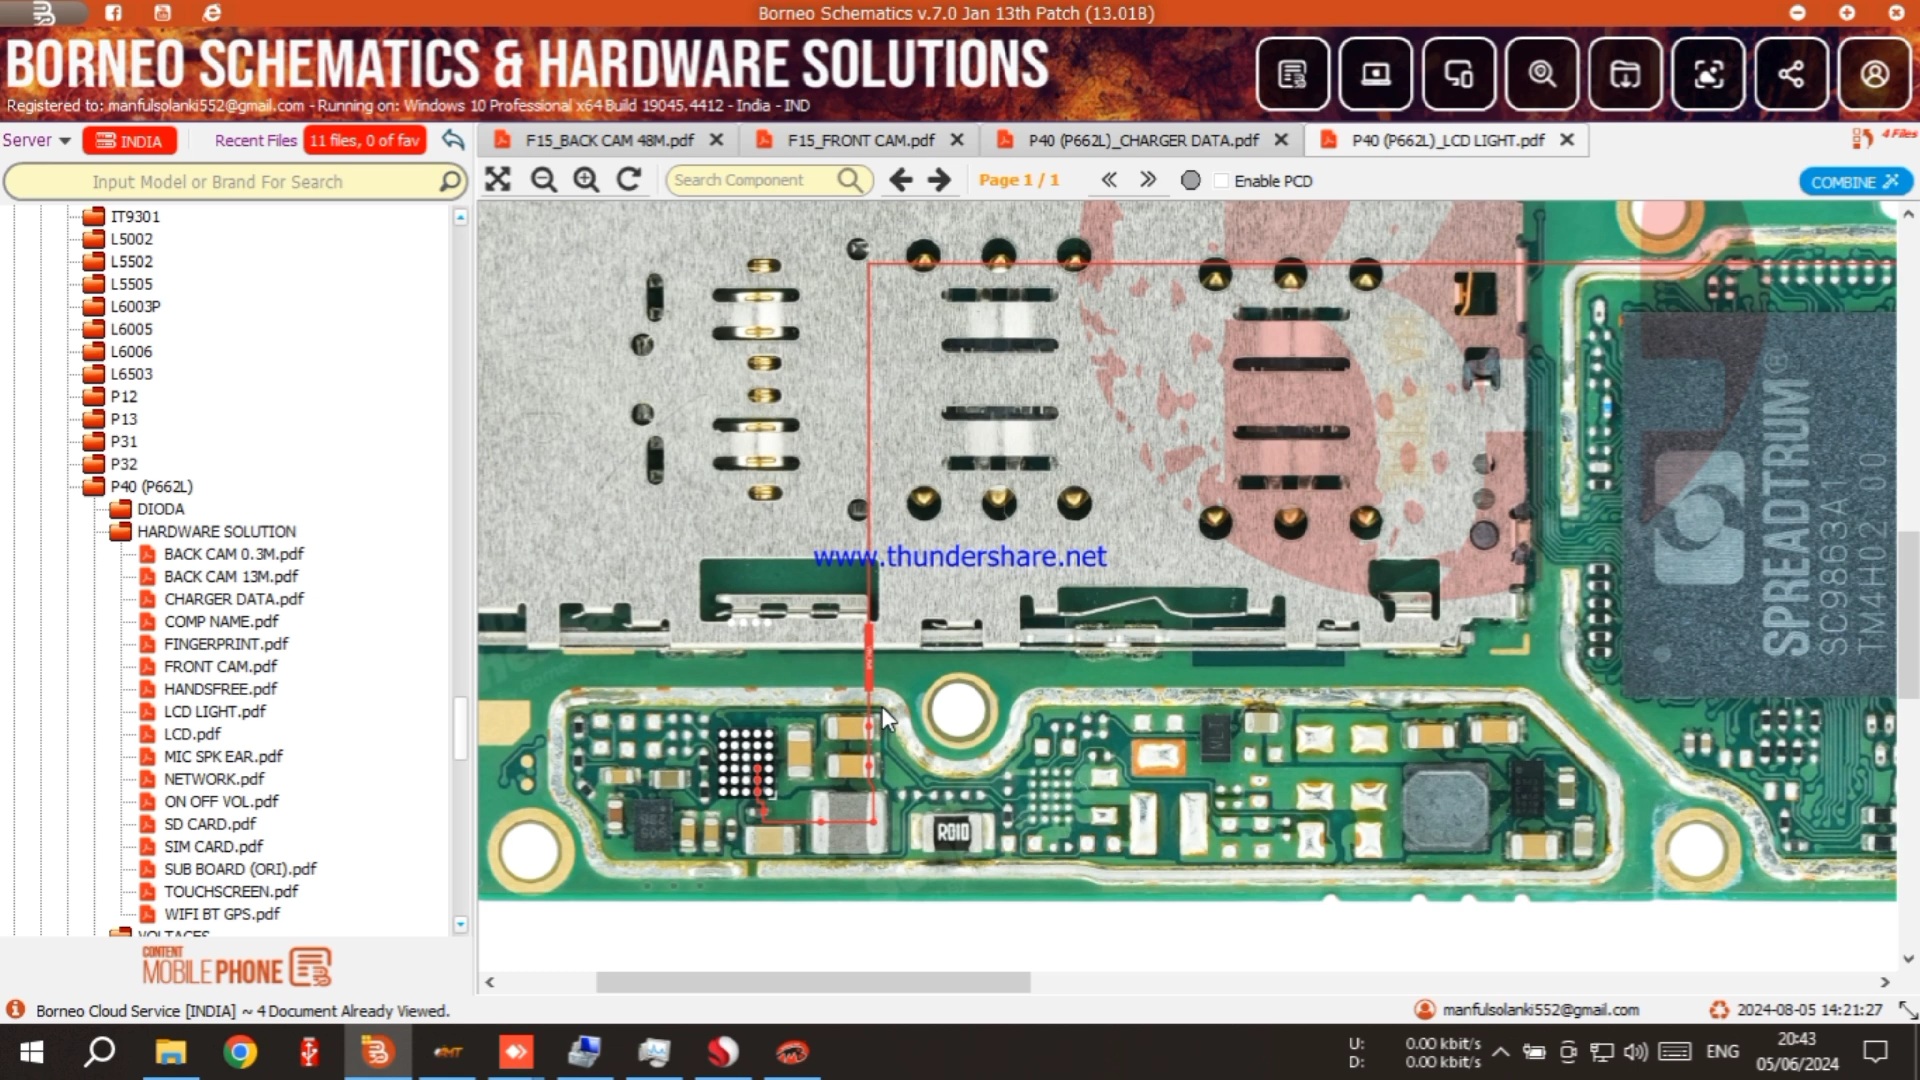 Borneo Schematics v.7.0 Jan 13th Patch (13.01B)
BORNEO SCHEMATICS & HARDWARE SOLUTIONS
Registered to: manfulsolanki552@gmail.com - Running on: Windows 10 Professional x64 Build 19045.4412 - India - IND
Server
INDIA
Recent Files
11 files, 0 of fav
F15_BACK CAM 48M.pdf
F15_FRONT CAM.pdf
P40 (P662L)_CHARGER DATA.pdf
P40 (P662L)_LCD LIGHT.pdf
4 Files
Input Model or Brand For Search
Search Component
Page 1 / 1
Enable PCD
COMBINE
IT9301
L5002
L5502
L5505
L6003P
L6005
L6006
L6503
P12
P13
P31
P32
P40 (P662L)
DIODA
HARDWARE SOLUTION
BACK CAM 0.3M.pdf
BACK CAM 13M.pdf
CHARGER DATA.pdf
COMP NAME.pdf
FINGERPRINT.pdf
FRONT CAM.pdf
HANDSFREE.pdf
LCD LIGHT.pdf
LCD.pdf
MIC SPK EAR.pdf
NETWORK.pdf
ON OFF VOL.pdf
SD CARD.pdf
SIM CARD.pdf
SUB BOARD (ORI).pdf
TOUCHSCREEN.pdf
WIFI BT GPS.pdf
VOLTAGES
www.thundershare.net
SPREADTRUM®
SC9863A1
R010
CONTENT
MOBILE PHONE
Borneo Cloud Service [INDIA] ~ 4 Document Already Viewed.
manfulsolanki552@gmail.com
2024-08-05 14:21:27
U: 0.00 kbit/s
D: 0.00 kbit/s
ENG
20:43
05/06/2024